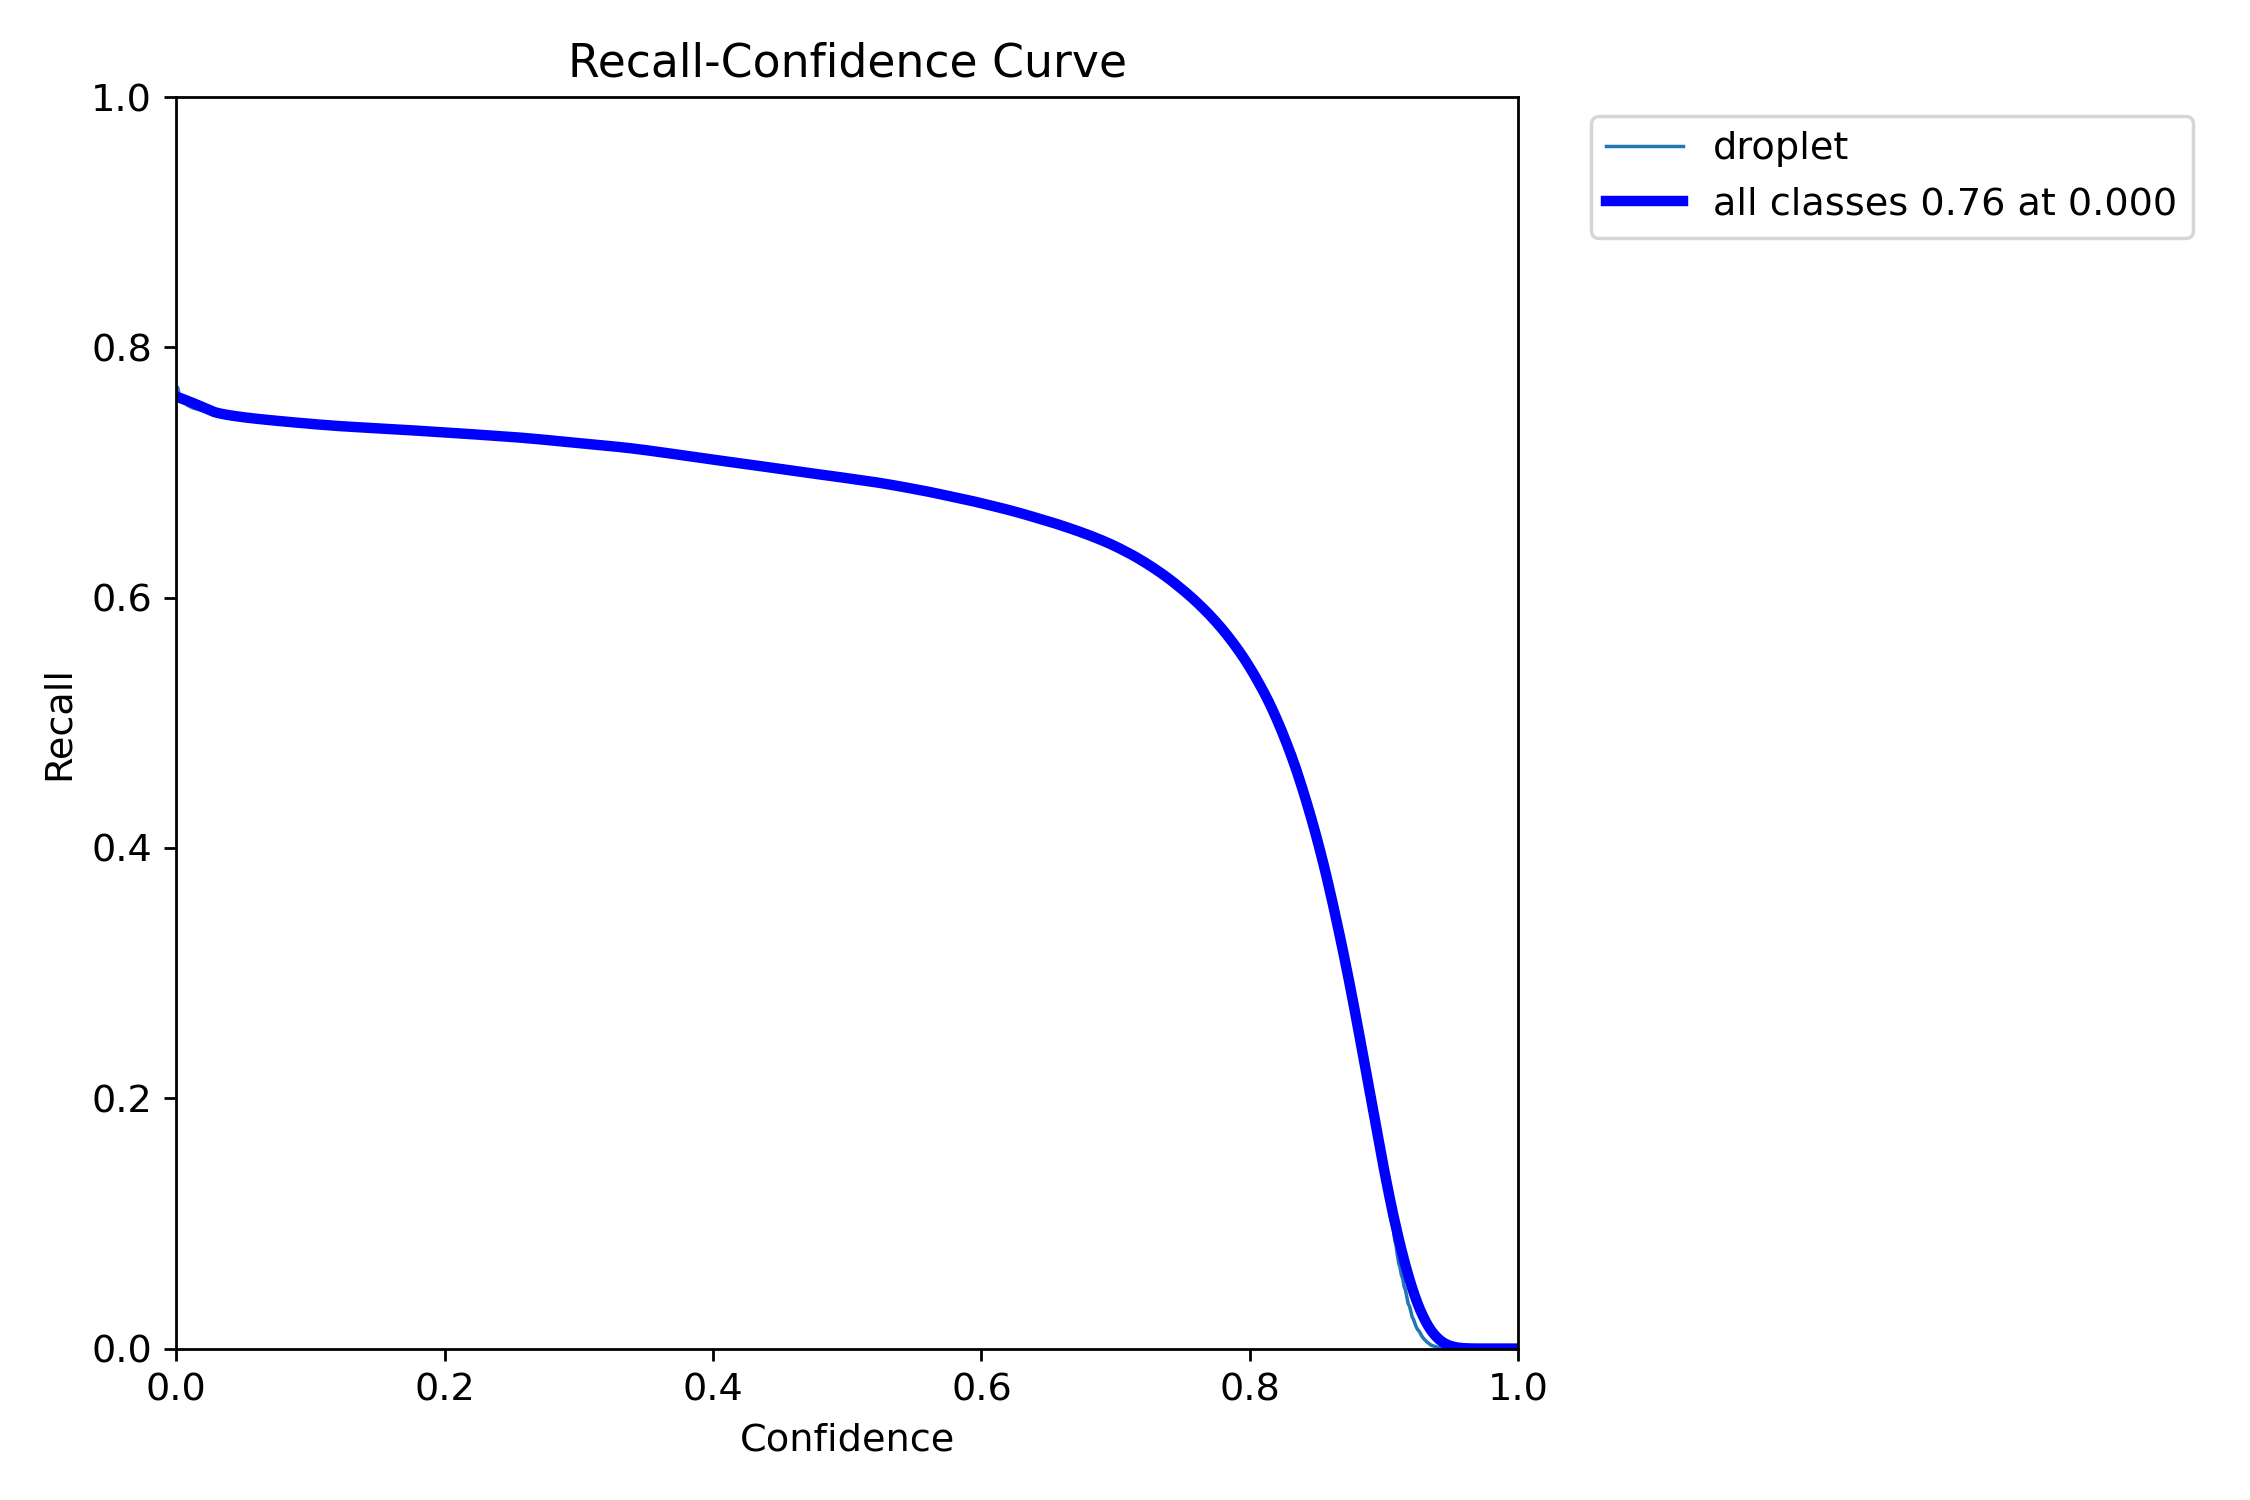 Recall-Confidence Curve
1.0
0.8
0.6
0.4
0.2
0.0
Recall
0.0 0.2 0.4 0.6 0.8 1.0
Confidence
droplet
all classes 0.76 at 0.000